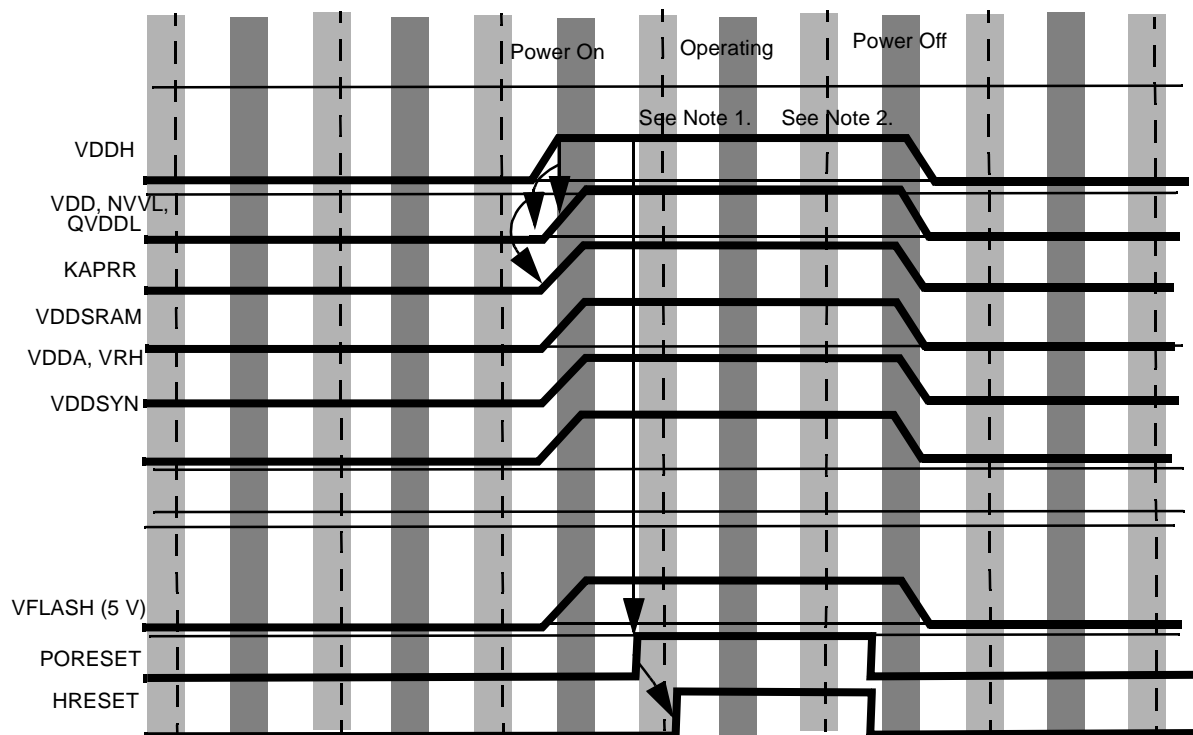 Power On Operating Power Off
See Note 1. See Note 2.
VDDH
VDD, NVVL,
QVDDL
KAPRR
VDDSRAM
VDDA, VRH
VDDSYN
VFLASH (5 V)
PORESET
HRESET